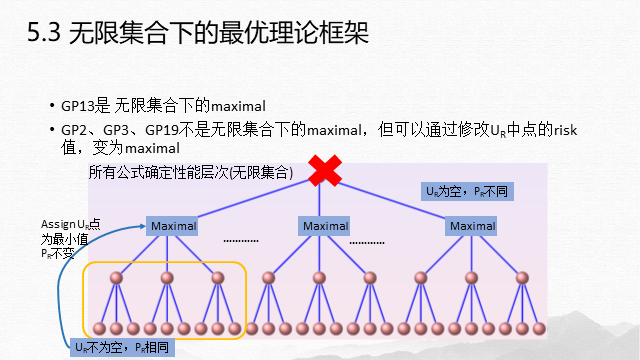 5.3 无限集合下的最优理论框架
• GP13是 无限集合下的maximal
• GP2、GP3、GP19不是无限集合下的maximal，但可以通过修改UR中点的risk
值，变为maximal
所有公式确定性能层次(无限集合)
UR为空，PR不同
Assign UR点
为最小值
PR不变
Maximal
…………
Maximal
…………
Maximal
UR不为空，PR相同